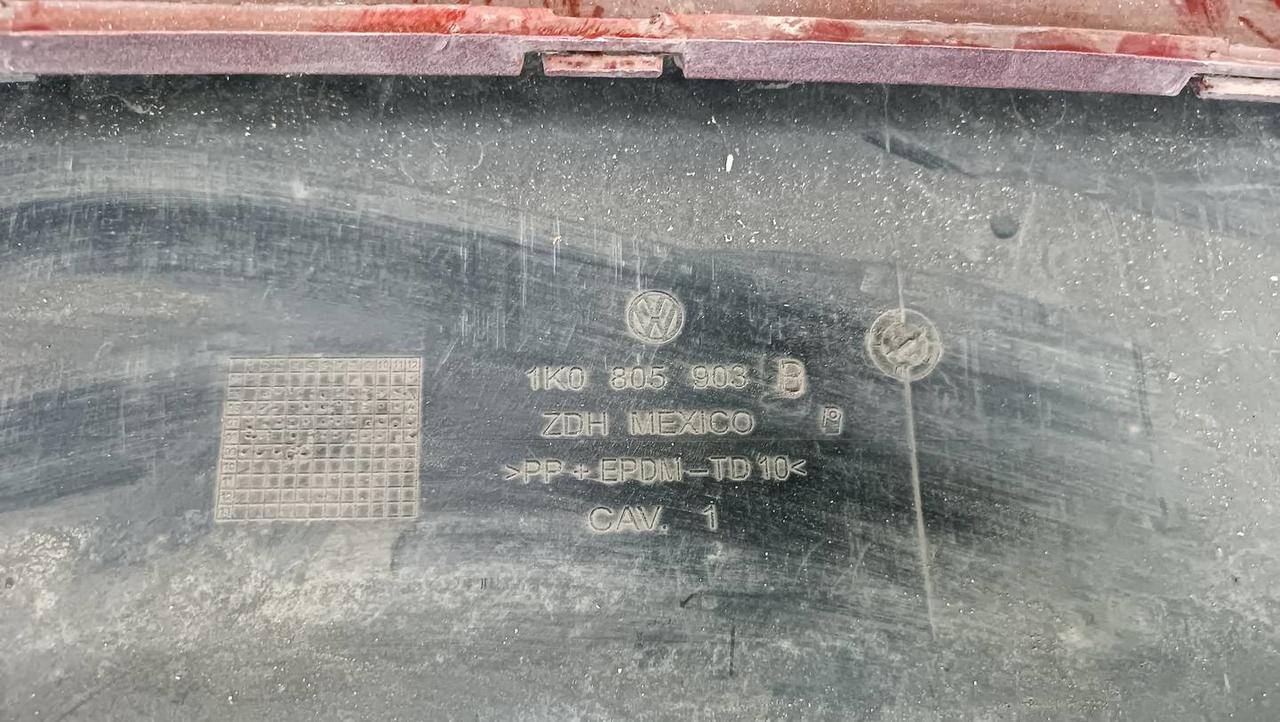 1K0 805 903 B
ZDH MEXICO
>PP+EPDM-TD 10<
CAV. 1